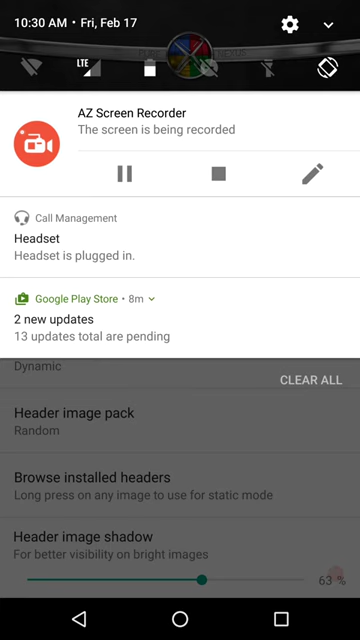 10:30 AM • Fri, Feb 17
LTE
AZ Screen Recorder
The screen is being recorded
Call Management
Headset
Headset is plugged in.
Google Play Store • 8m
2 new updates
13 updates total are pending
Dynamic
CLEAR ALL
Header image pack
Random
Browse installed headers
Long press on any image to use for static mode
Header image shadow
For better visibility on bright images
63 %